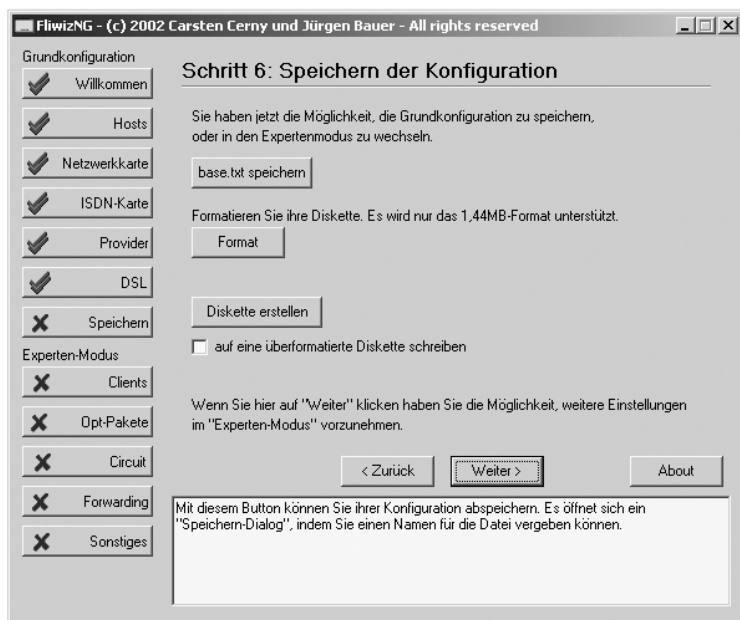 FliwizNG - (c) 2002 Carsten Cerny und Jürgen Bauer - All rights reserved
Grundkonfiguration
Willkommen
Hosts
Netzwerkkarte
ISDN-Karte
Provider
DSL
Speichern
Experten-Modus
Clients
Opt-Pakete
Circuit
Forwarding
Sonstiges
Schritt 6: Speichern der Konfiguration
Sie haben jetzt die Möglichkeit, die Grundkonfiguration zu speichern,
oder in den Expertenmodus zu wechseln.
base.txt speichern
Formatieren Sie ihre Diskette. Es wird nur das 1,44MB-Format unterstützt.
Format
Diskette erstellen
auf eine überformatierte Diskette schreiben
Wenn Sie hier auf "Weiter" klicken haben Sie die Möglichkeit, weitere Einstellungen
im "Experten-Modus" vorzunehmen.
< Zurück
Weiter >
About
Mit diesem Button können Sie ihrer Konfiguration abspeichern. Es öffnet sich ein
"Speichern-Dialog", indem Sie einen Namen für die Datei vergeben können.